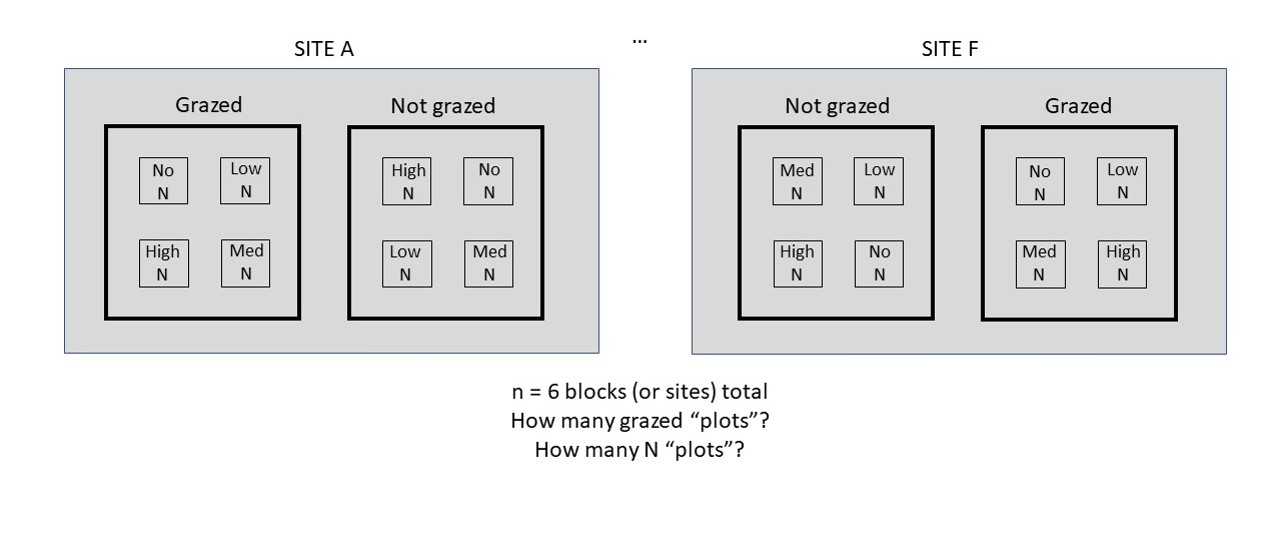 SITE A
...
SITE F
Grazed
Not grazed
Not grazed
Grazed
No
N
Low
N
High
N
No
N
Med
N
Low
N
No
N
Low
N
High
N
Med
N
Low
N
Med
N
High
N
No
N
Med
N
High
N
n = 6 blocks (or sites) total
How many grazed “plots”?
How many N “plots”?